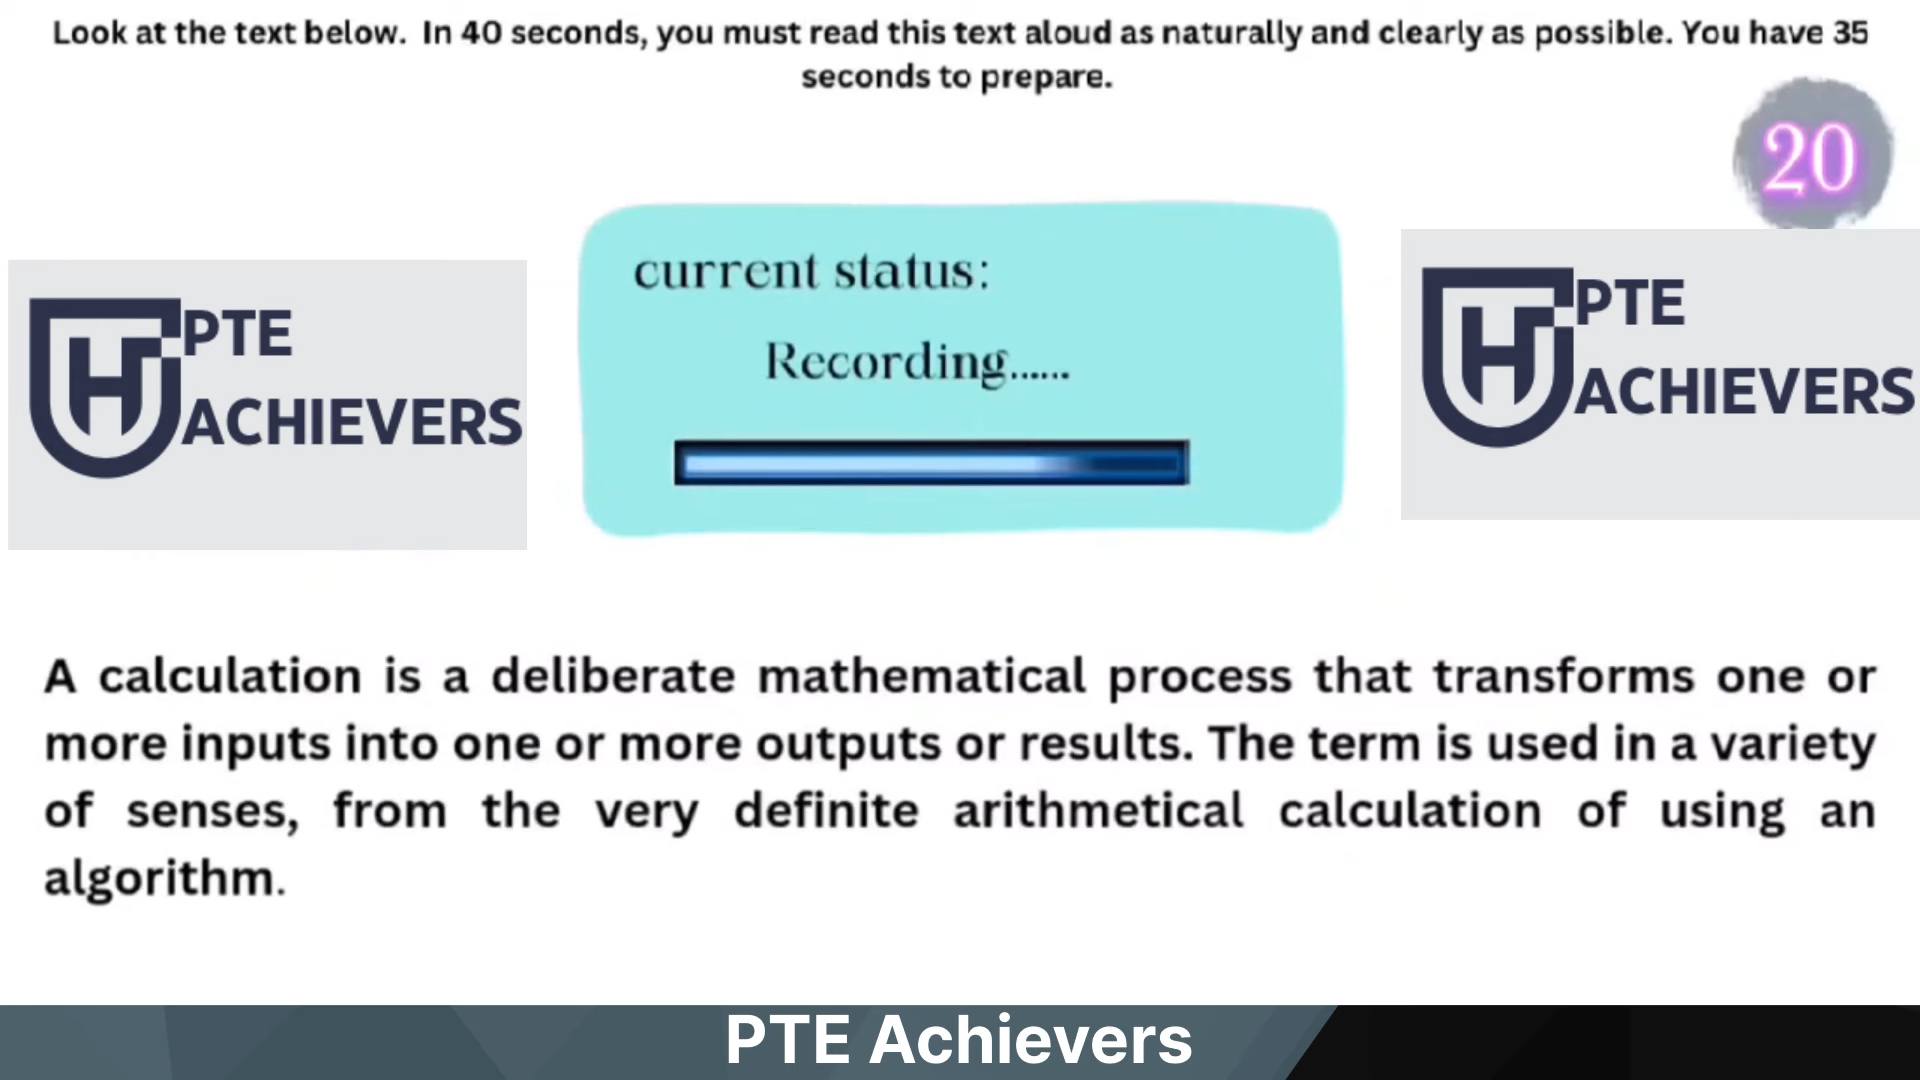 Look at the text below. In 40 seconds, you must read this text aloud as naturally and clearly as possible. You have 35
seconds to prepare.
20
current status:
Recording......
PTE
ACHIEVERS
PTE
ACHIEVERS
A calculation is a deliberate mathematical process that transforms one or
more inputs into one or more outputs or results. The term is used in a variety
of senses, from the very definite arithmetical calculation of using an
algorithm.
PTE Achievers